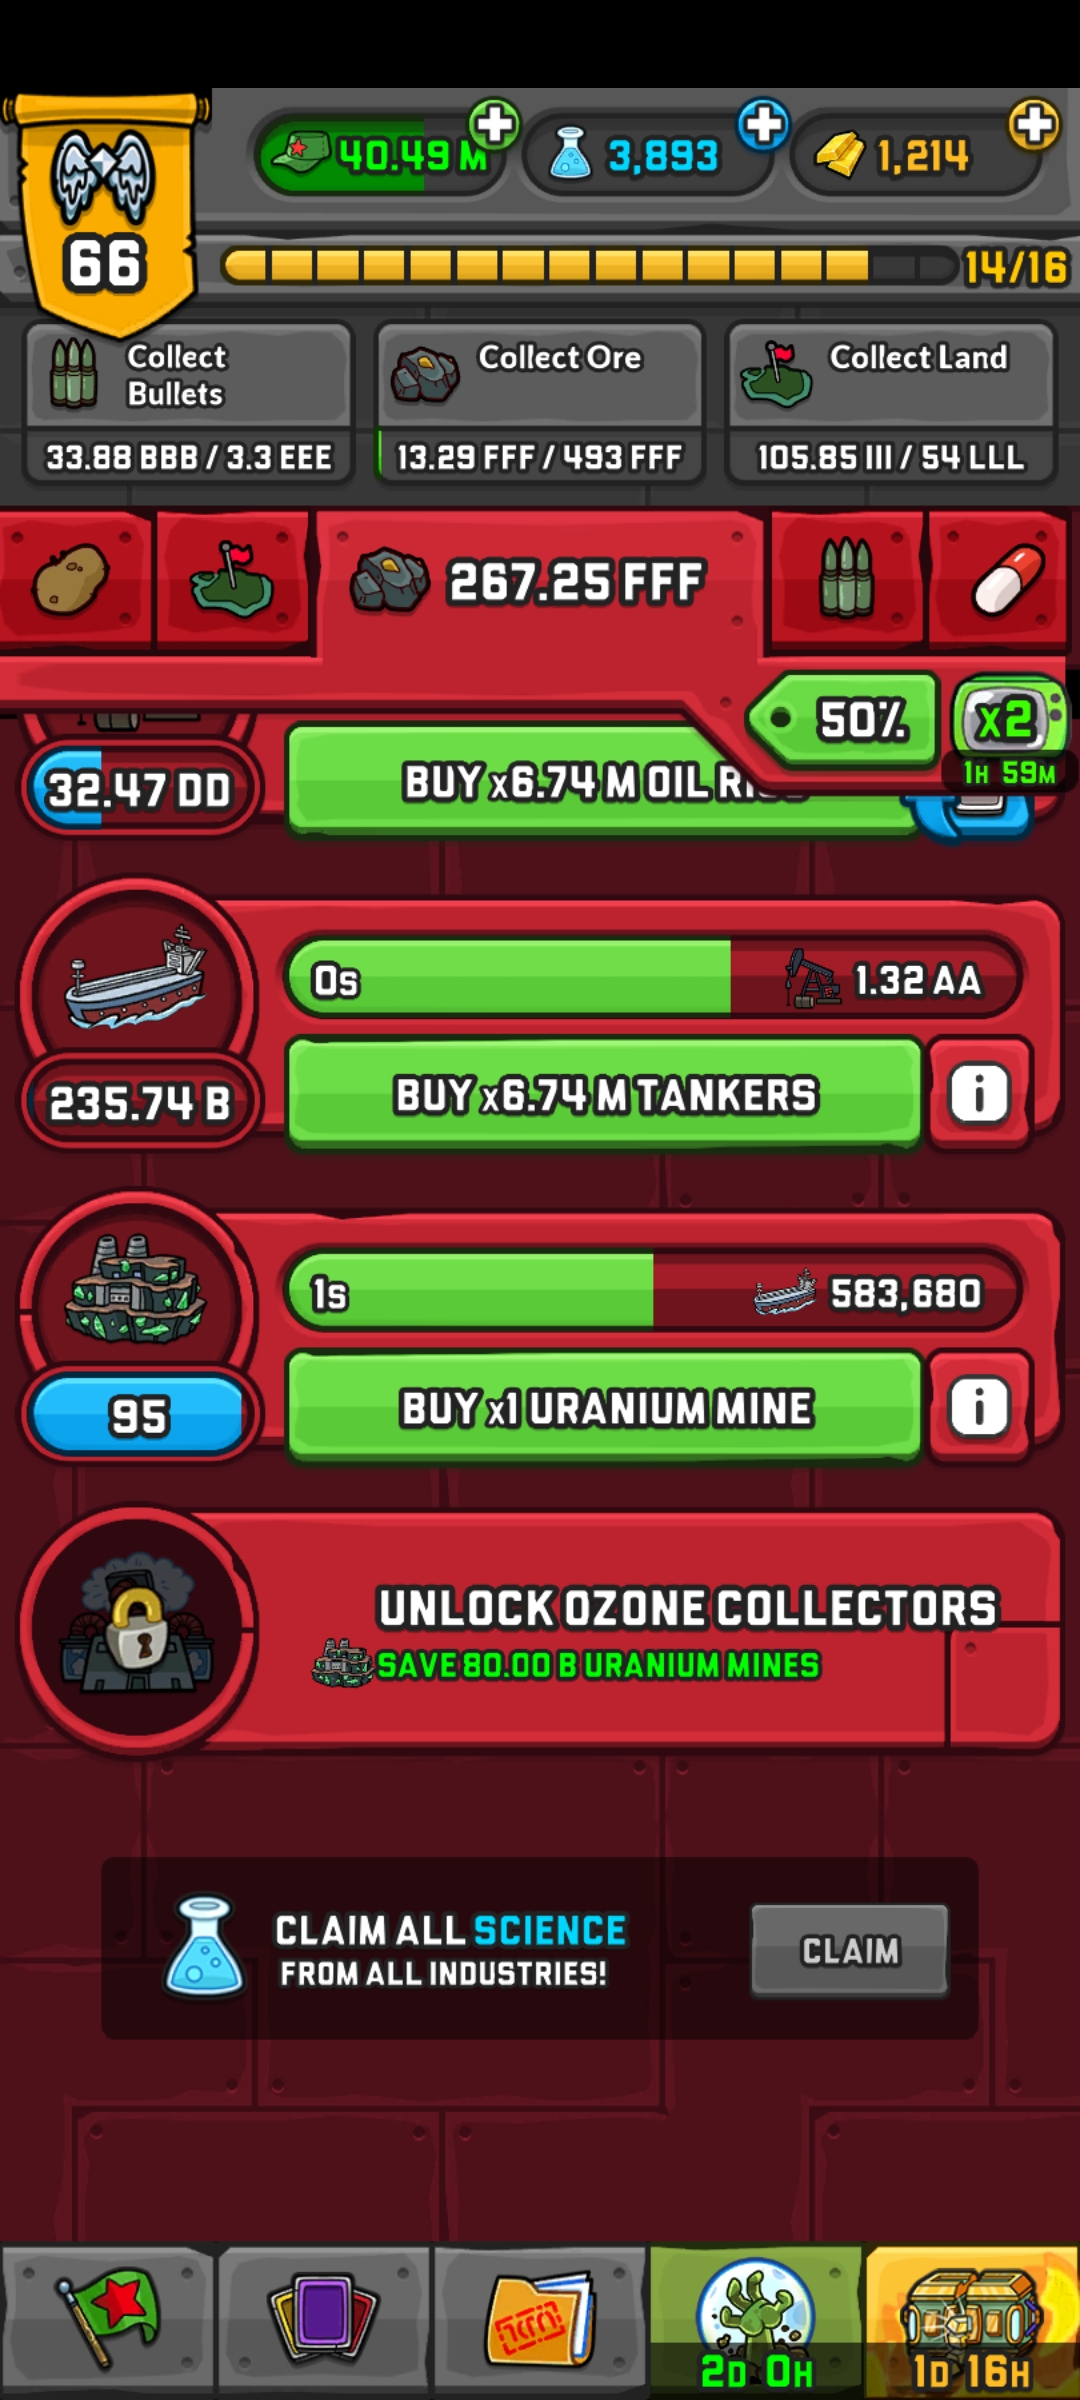 66
40.49 M
3,893
1,214
14/16
Collect
Bullets
33.88 BBB / 3.3 EEE
Collect Ore
13.29 FFF / 493 FFF
Collect Land
105.85 III / 54 LLL
267.25 FFF
50%
x2
1H 59M
32.47 DD
BUY x6.74 M OIL
0s
1.32 AA
235.74 B
BUY x6.74 M TANKERS
i
1s
583,680
95
BUY x1 URANIUM MINE
i
UNLOCK OZONE COLLECTORS
SAVE 80.00 B URANIUM MINES
CLAIM ALL SCIENCE
FROM ALL INDUSTRIES!
CLAIM
2D 0H
1D 16H